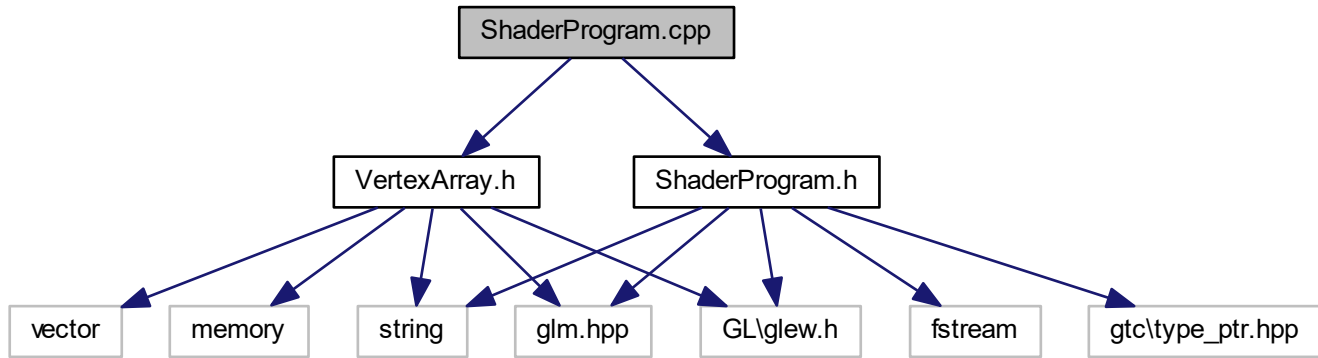 ShaderProgram.cpp
VertexArray.h
ShaderProgram.h
vector
memory
string
glm.hpp
GL\glew.h
fstream
gtc\type_ptr.hpp